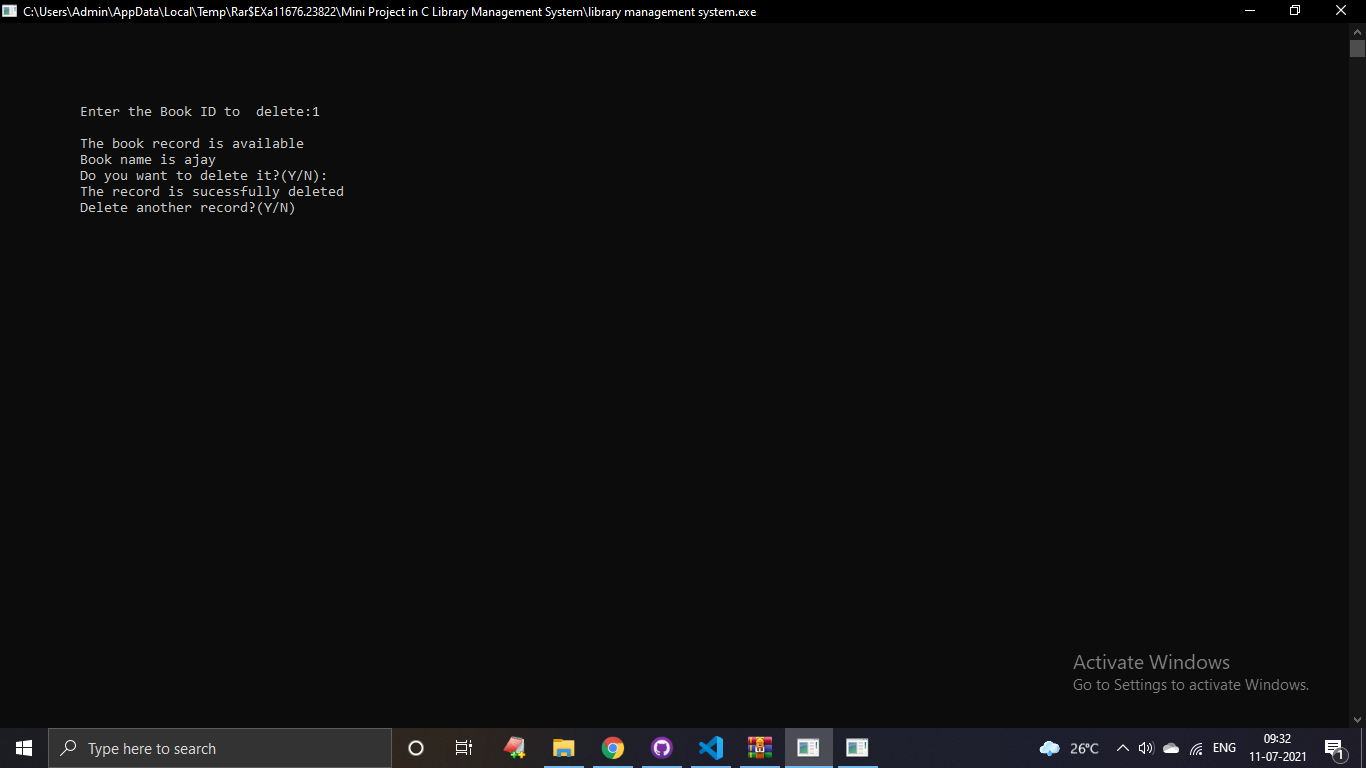 C:\Users\Admin\AppData\Local\Temp\Rar$EXa11676.23822\Mini Project in C Library Management System\library management system.exe
Enter the Book ID to  delete:1
The book record is available
Book name is ajay
Do you want to delete it?(Y/N):
The record is sucessfully deleted
Delete another record?(Y/N)
Activate Windows
Go to Settings to activate Windows.
Type here to search
26°C
ENG
09:32
11-07-2021
1